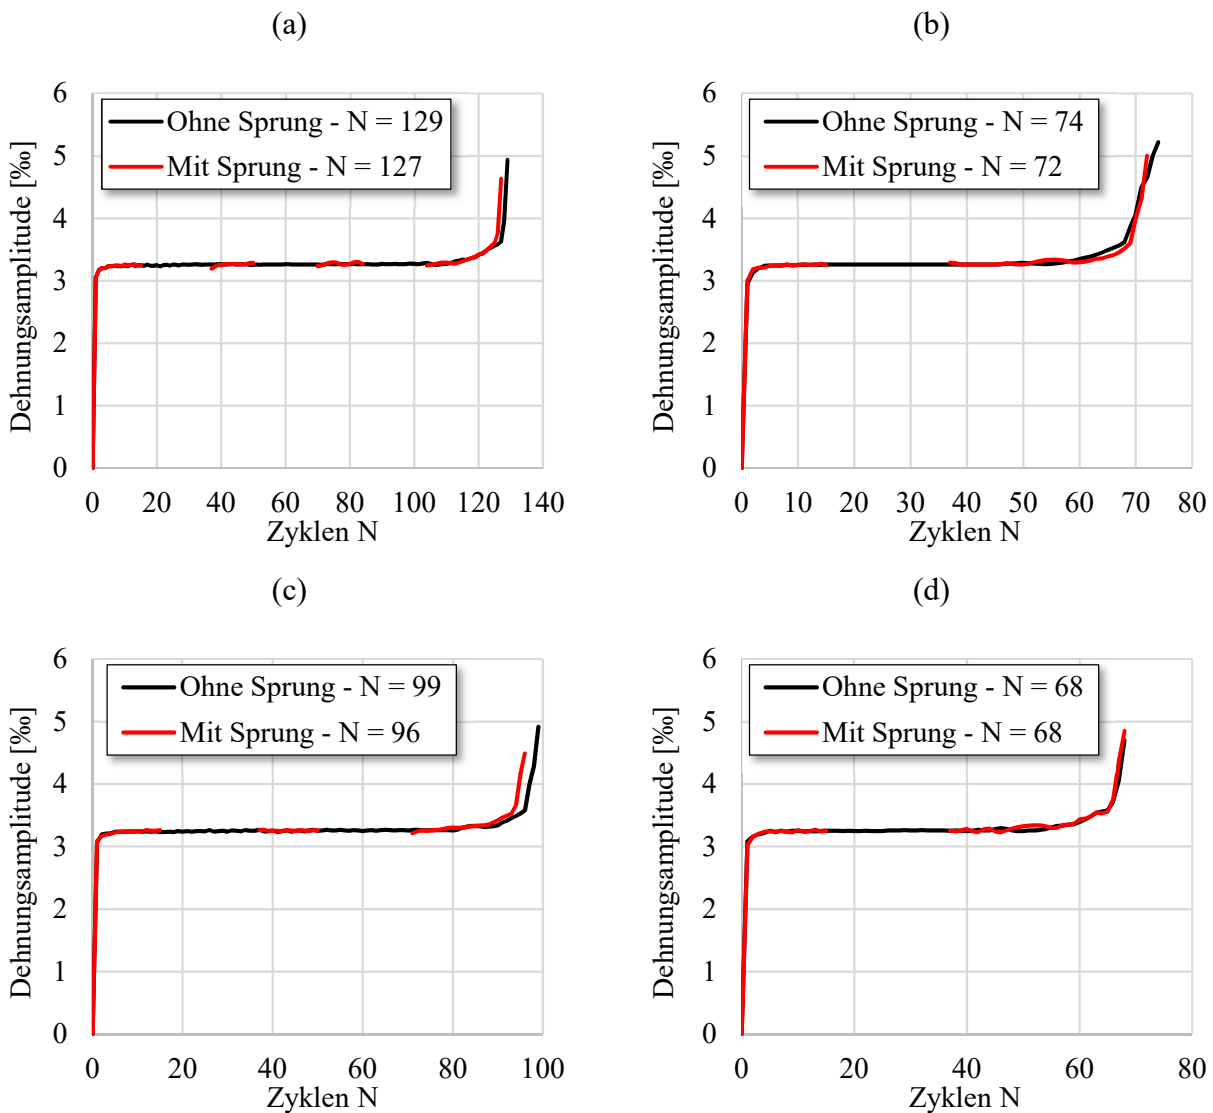 (a)
Dehnungsamplitude [‰]
6
5
4
3
2
1
0
Ohne Sprung - N = 129
Mit Sprung - N = 127
0 20 40 60 80 100 120 140
Zyklen N
(b)
Dehnungsamplitude [‰]
6
5
4
3
2
1
0
Ohne Sprung - N = 74
Mit Sprung - N = 72
0 10 20 30 40 50 60 70 80
Zyklen N
(c)
Dehnungsamplitude [‰]
6
5
4
3
2
1
0
Ohne Sprung - N = 99
Mit Sprung - N = 96
0 20 40 60 80 100
Zyklen N
(d)
Dehnungsamplitude [‰]
6
5
4
3
2
1
0
Ohne Sprung - N = 68
Mit Sprung - N = 68
0 20 40 60 80
Zyklen N